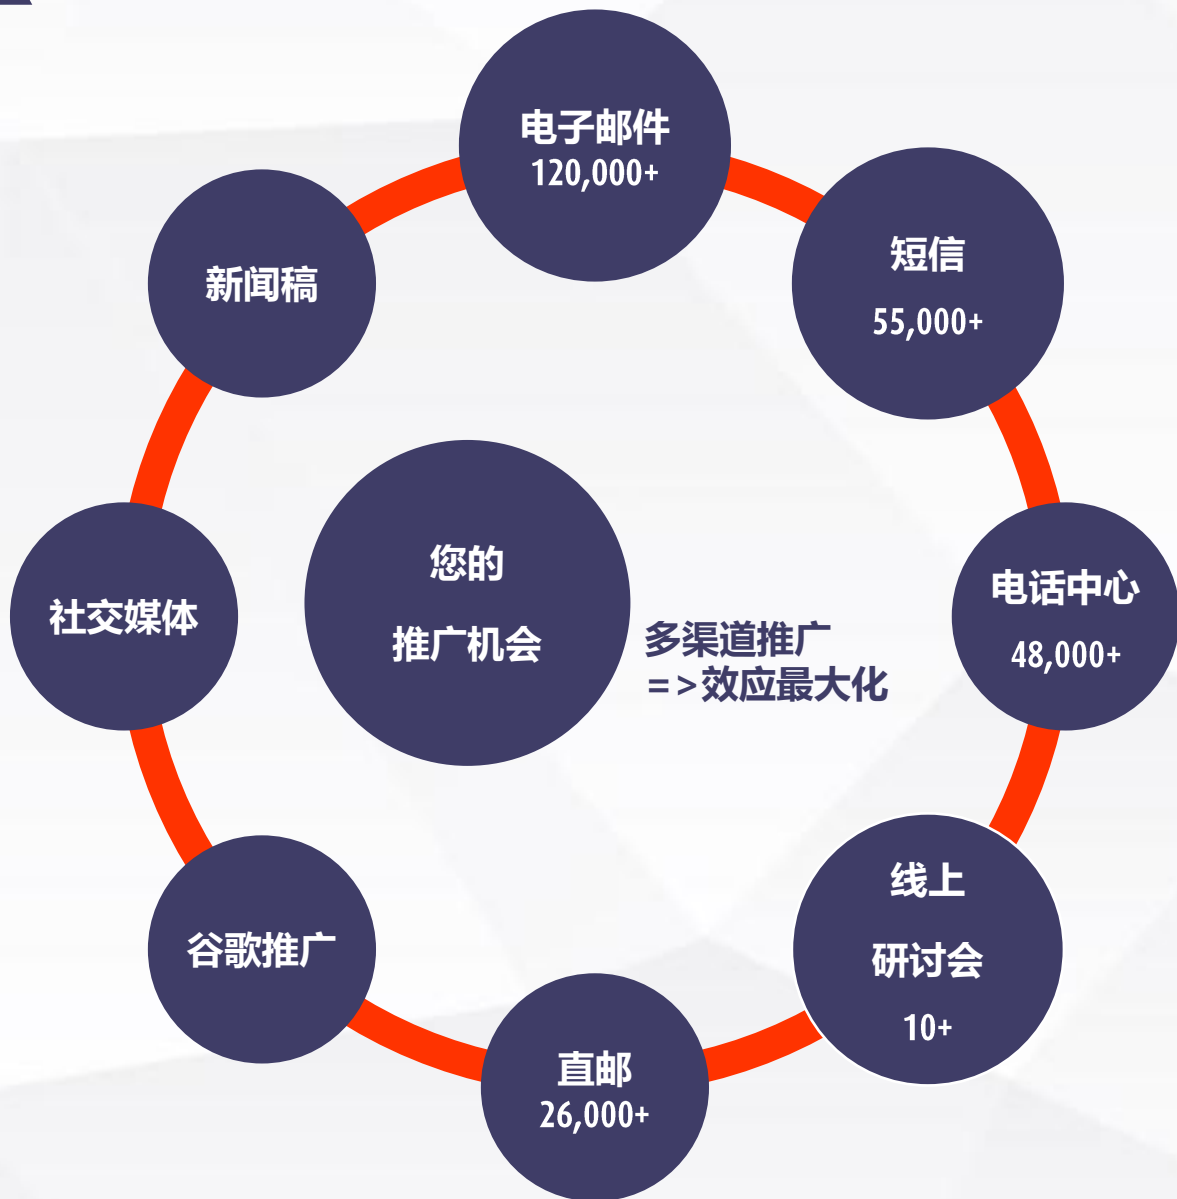 电子邮件
120,000+
短信
55,000+
新闻稿
您的
推广机会
多渠道推广
=>效应最大化
电话中心
48,000+
社交媒体
线上
研讨会
10+
谷歌推广
直邮
26,000+